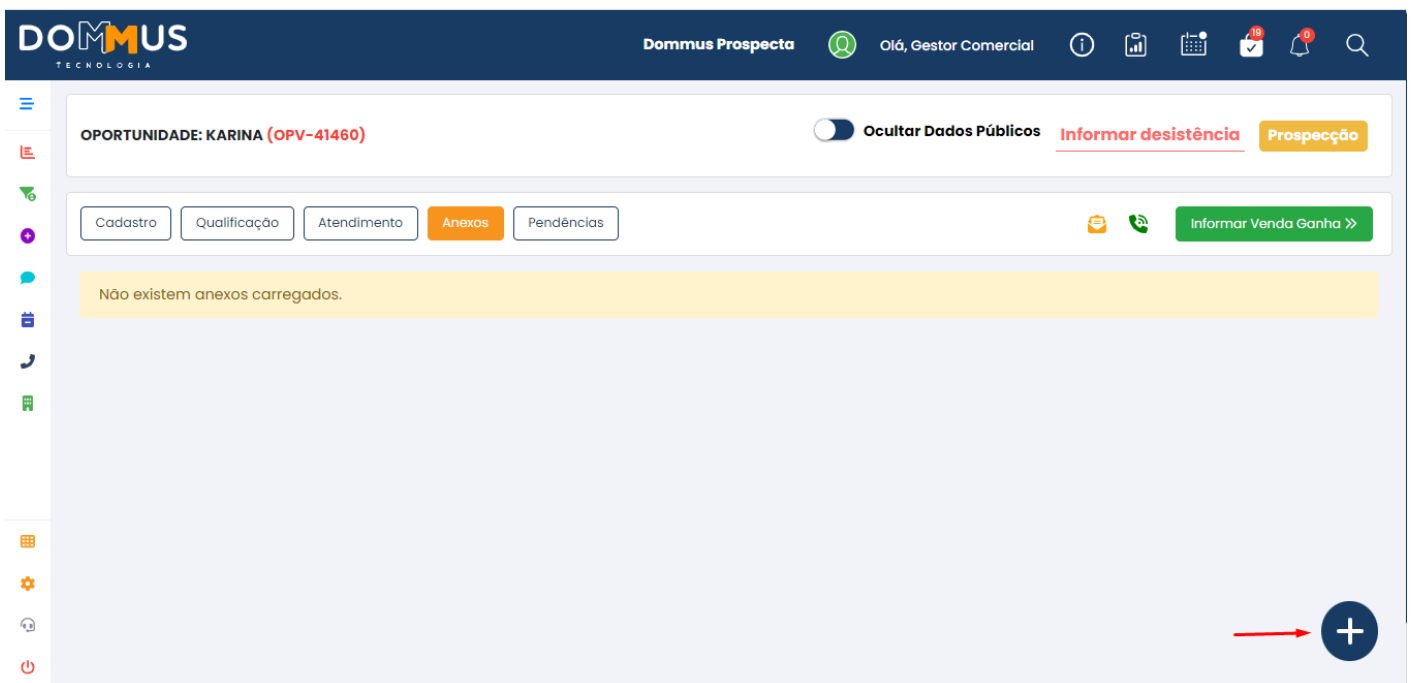 DOMMUS
TECNOLOGIA
Dommus Prospecta
Olá, Gestor Comercial
19
0
OPORTUNIDADE: KARINA (OPV-41460)
Ocultar Dados Públicos
Informar desistência
Prospecção
Cadastro
Qualificação
Atendimento
Anexos
Pendências
Informar Venda Ganha »
Não existem anexos carregados.